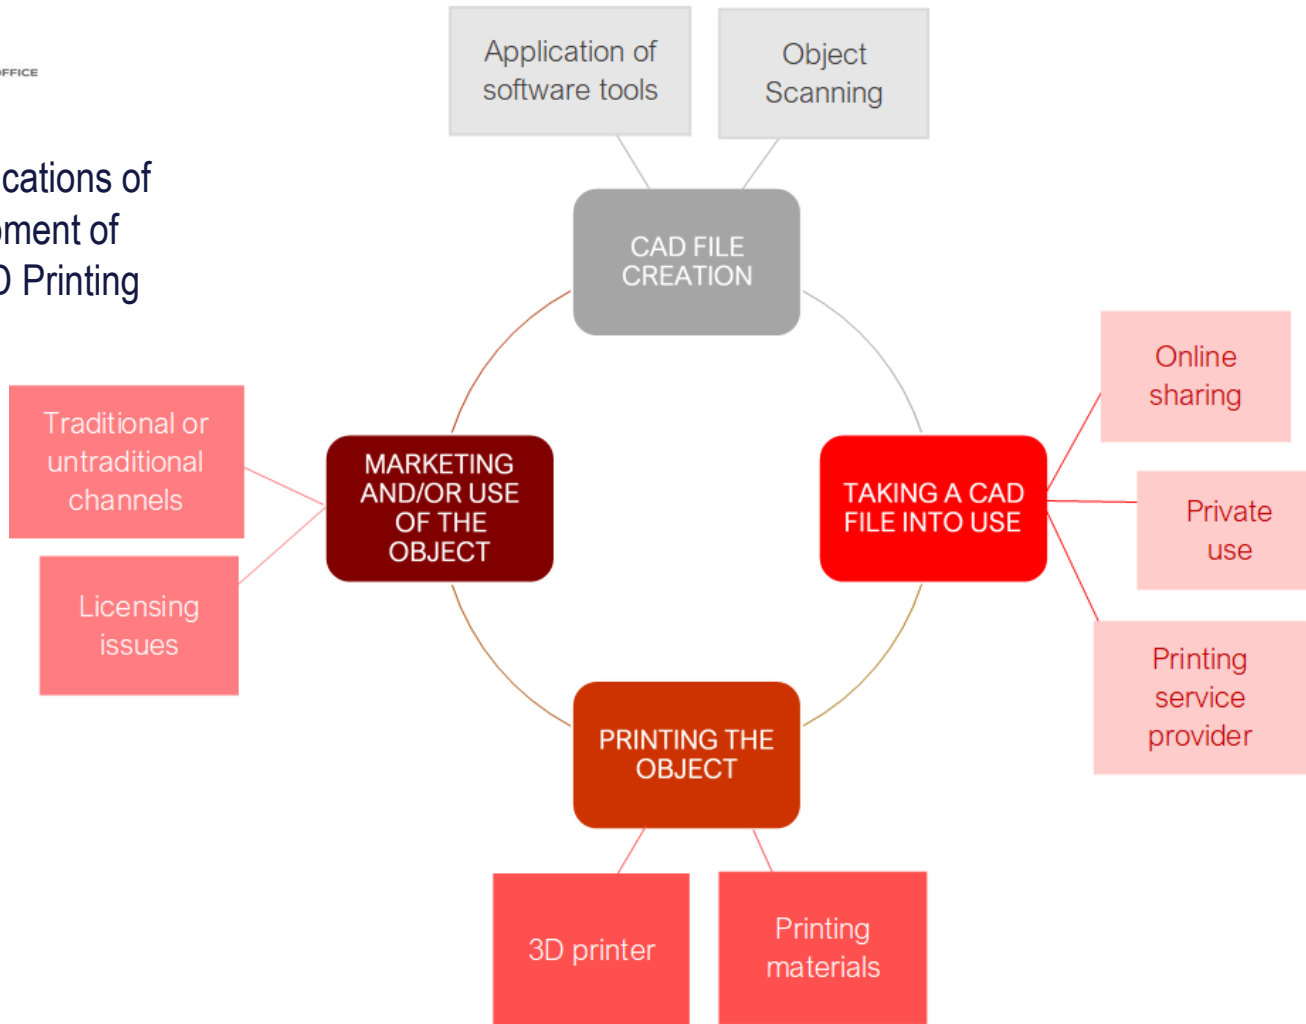 OFFICE
Application of
software tools
Object
Scanning
cations of
oment of
D Printing
CAD FILE
CREATION
Online
sharing
Traditional or
untraditional
channels
MARKETING
AND/OR USE
OF THE
OBJECT
TAKING A CAD
FILE INTO USE
Private
use
Licensing
issues
Printing
service
provider
PRINTING THE
OBJECT
3D printer
Printing
materials